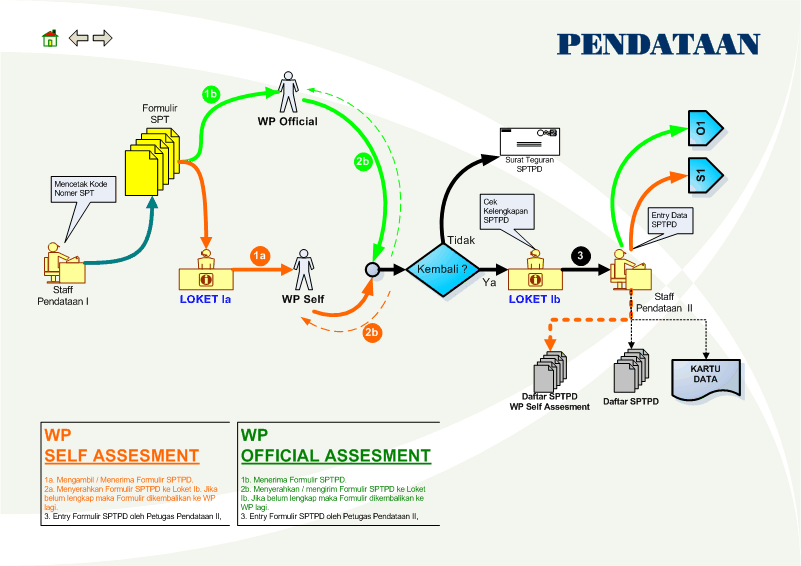 PENDATAAN
1b
Formulir
SPT
WP Official
2b
Mencetak Kode
Nomer SPT
Staff
Pendataan I
LOKET Ia
1a
WP Self
2b
Surat Teguran
SPTPD
Cek
Kelengkapan
SPTPD
Tidak
Kembali ?
Ya
LOKET Ib
3
O1
S1
Entry Data
SPTPD
Staff
Pendataan II
Daftar SPTPD
WP Self Assesment
Daftar SPTPD
KARTU
DATA
WP
SELF ASSESMENT
1a. Mengambil / Menerima Formulir SPTPD.
2a. Menyerahkan Formulir SPTPD ke Loket Ib. Jika
belum lengkap maka Formulir dikembalikan ke WP
lagi.
3. Entry Formulir SPTPD oleh Petugas Pendataan II,
WP
OFFICIAL ASSESMENT
1b. Menerima Formulir SPTPD.
2b. Menyerahkan / mengirim Formulir SPTPD ke Loket
Ib. Jika belum lengkap maka Formulir dikembalikan ke
WP lagi.
3. Entry Formulir SPTPD oleh Petugas Pendataan II,